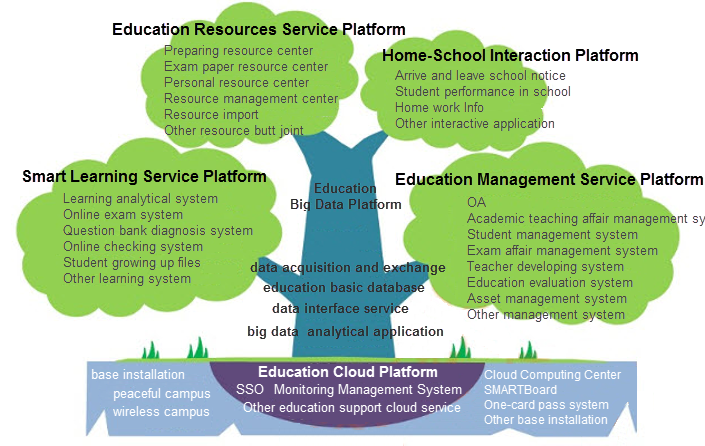 Education Resources Service Platform
Preparing resource center
Exam paper resource center
Personal resource center
Resource management center
Resource import
Other resource butt joint
Home-School Interaction Platform
Arrive and leave school notice
Student performance in school
Home work Info
Other interactive application
Smart Learning Service Platform
Learning analytical system
Online exam system
Question bank diagnosis system
Online checking system
Student growing up files
Other learning system
Education Management Service Platform
OA
Academic teaching affair management sy
Student management system
Exam affair management system
Teacher developing system
Education evaluation system
Asset management system
Other management system
Education
Big Data Platform
data acquisition and exchange
education basic database
data interface service
big data analytical application
base installation
peaceful campus
wireless campus
Education Cloud Platform
SSO Monitoring Management System
Other education support cloud service
Cloud Computing Center
SMARTBoard
One-card pass system
Other base installation